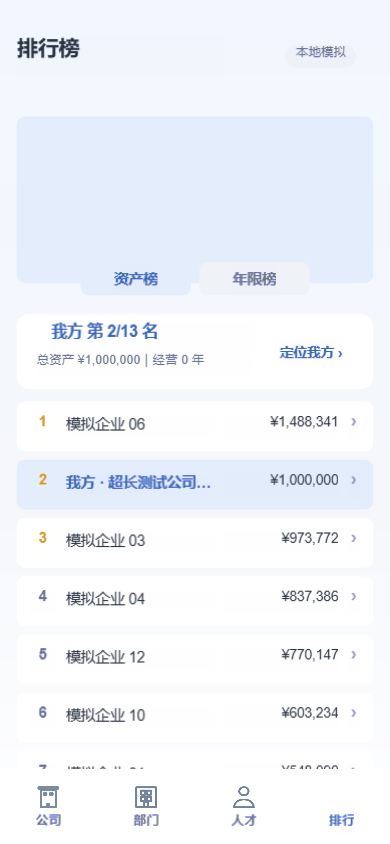 排行榜
本地模拟
资产榜
年限榜
我方 第 2/13 名
总资产 ¥1,000,000 | 经营 0 年
定位我方 ›
1 模拟企业 06 ¥1,488,341 ›
2 我方 · 超长测试公司... ¥1,000,000 ›
3 模拟企业 03 ¥973,772 ›
4 模拟企业 04 ¥837,386 ›
5 模拟企业 12 ¥770,147 ›
6 模拟企业 10 ¥603,234 ›
公司 部门 人才 排行